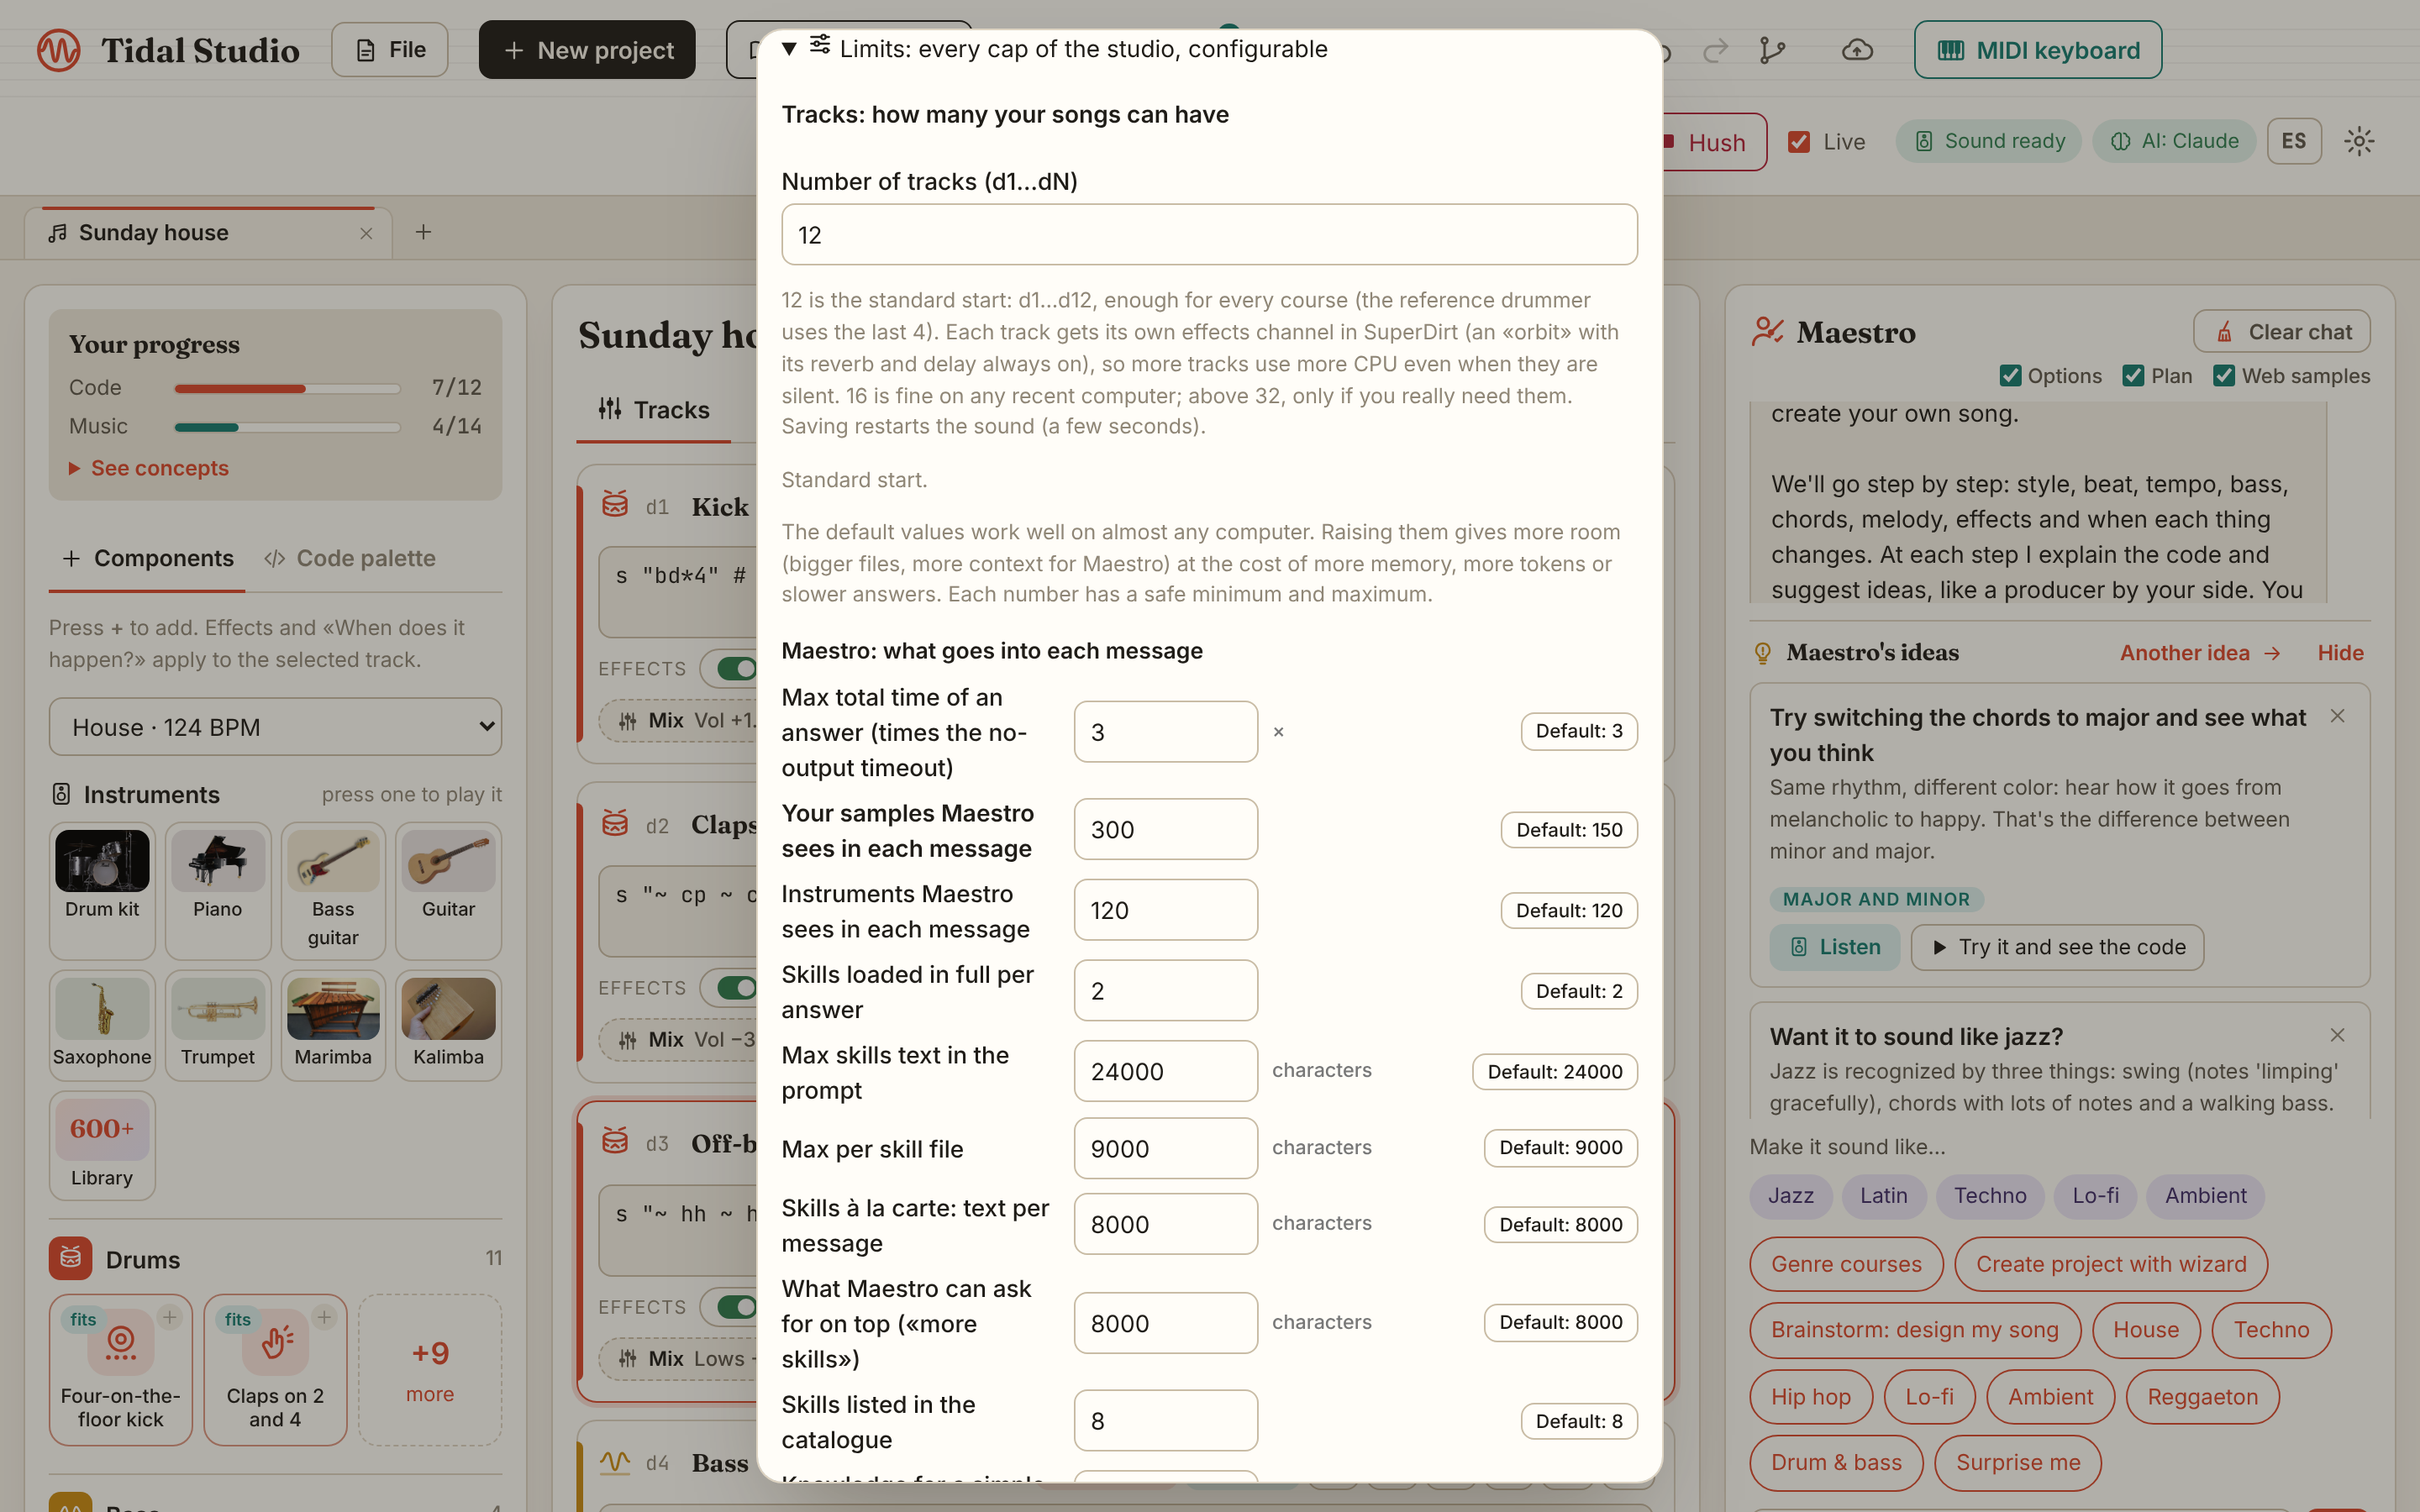 Tidal Studio
File
New project
MIDI keyboard
Hush
Live
Sound ready
AI: Claude
ES
Sunday house
Your progress
Code 7/12
Music 4/14
See concepts
Components
Code palette
Press + to add. Effects and «When does it
happen?» apply to the selected track.
House · 124 BPM
Instruments
press one to play it
Drum kit
Piano
Bass
guitar
Guitar
Saxophone
Trumpet
Marimba
Kalimba
600+
Library
Drums
11
fits
Four-on-the-
floor kick
fits
Claps on 2
and 4
+9
more
Sunday ho
Tracks
d1 Kick
s "bd*4" #
EFFECTS
Mix Vol +1.
d2 Claps
s "~ cp ~ c
EFFECTS
Mix Vol −3
d3 Off-b
s "~ hh ~ h
EFFECTS
Mix Lows -
d4 Bass
Limits: every cap of the studio, configurable
Tracks: how many your songs can have
Number of tracks (d1…dN)
12
12 is the standard start: d1…d12, enough for every course (the reference drummer
uses the last 4). Each track gets its own effects channel in SuperDirt (an «orbit» with
its reverb and delay always on), so more tracks use more CPU even when they are
silent. 16 is fine on any recent computer; above 32, only if you really need them.
Saving restarts the sound (a few seconds).
Standard start.
The default values work well on almost any computer. Raising them gives more room
(bigger files, more context for Maestro) at the cost of more memory, more tokens or
slower answers. Each number has a safe minimum and maximum.
Maestro: what goes into each message
Max total time of an
answer (times the no-
output timeout)
3 ×
Default: 3
Your samples Maestro
sees in each message
300
Default: 150
Instruments Maestro
sees in each message
120
Default: 120
Skills loaded in full per
answer
2
Default: 2
Max skills text in the
prompt
24000 characters
Default: 24000
Max per skill file
9000 characters
Default: 9000
Skills à la carte: text per
message
8000 characters
Default: 8000
What Maestro can ask
for on top («more
skills»)
8000 characters
Default: 8000
Skills listed in the
catalogue
8
Default: 8
Maestro
Clear chat
Options
Plan
Web samples
create your own song.
We'll go step by step: style, beat, tempo, bass,
chords, melody, effects and when each thing
changes. At each step I explain the code and
suggest ideas, like a producer by your side. You
Maestro's ideas
Another idea →
Hide
Try switching the chords to major and see what
you think
Same rhythm, different color: hear how it goes from
melancholic to happy. That's the difference between
minor and major.
MAJOR AND MINOR
Listen
Try it and see the code
Want it to sound like jazz?
Jazz is recognized by three things: swing (notes 'limping'
gracefully), chords with lots of notes and a walking bass.
Make it sound like…
Jazz
Latin
Techno
Lo-fi
Ambient
Genre courses
Create project with wizard
Brainstorm: design my song
House
Techno
Hip hop
Lo-fi
Ambient
Reggaeton
Drum & bass
Surprise me